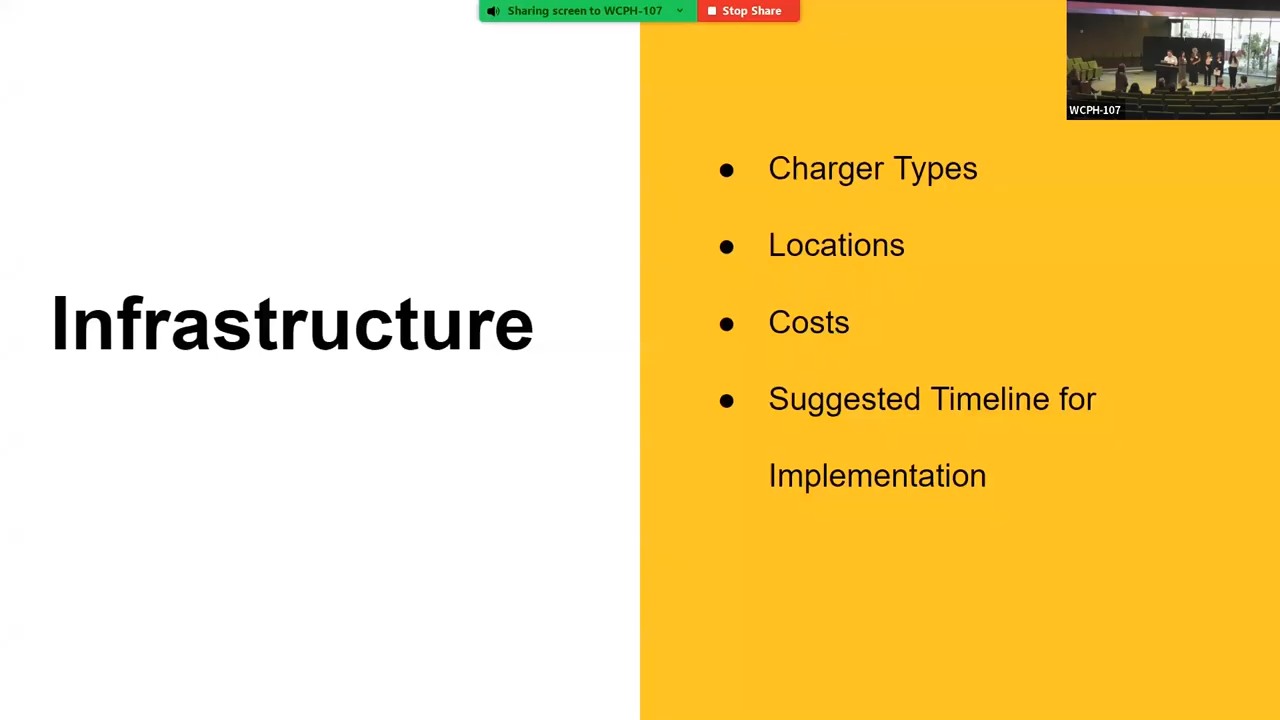 Sharing screen to WCPH-107
Stop Share
WCPH-107
Infrastructure
● Charger Types
● Locations
● Costs
● Suggested Timeline for
Implementation